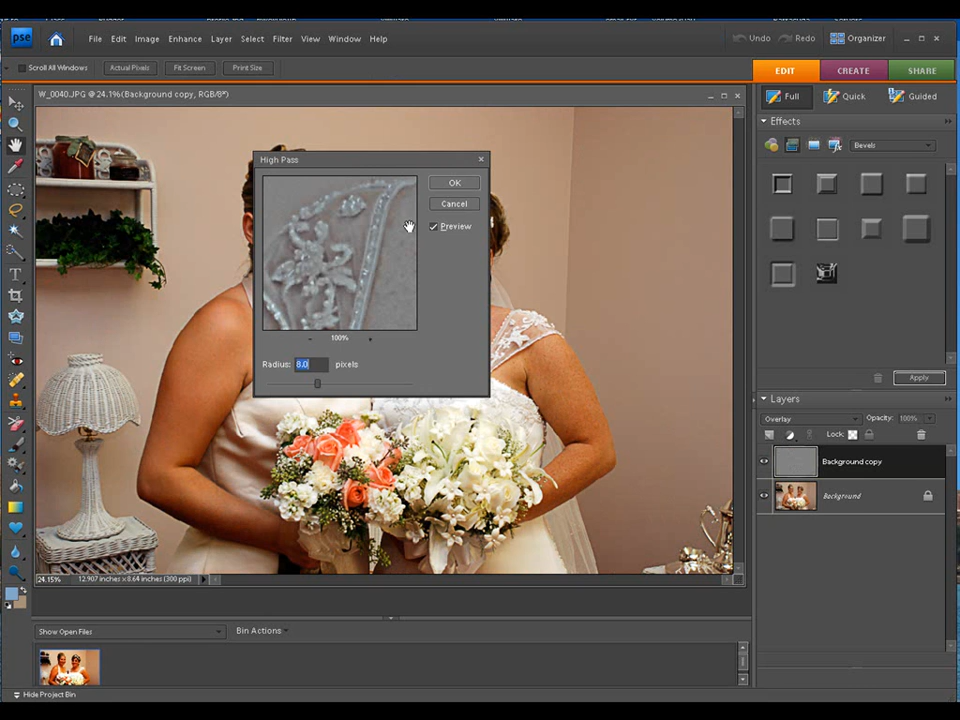 pse File Edit Image Enhance Layer Select Filter View Window Help Undo Redo Organizer
Scroll All Windows Actual Pixels Fit Screen Print Size EDIT CREATE SHARE
W_0040.JPG @ 24.1%(Background copy, RGB/8*) Full Quick Guided
Effects
Bevels
High Pass
OK
Cancel
Preview
100%
Radius: 8.0 pixels
Apply
Layers
Overlay Opacity: 100%
Lock:
Background copy
Background
24.15% 12.907 inches x 8.64 inches (300 ppi)
Show Open Files Bin Actions
Hide Project Bin